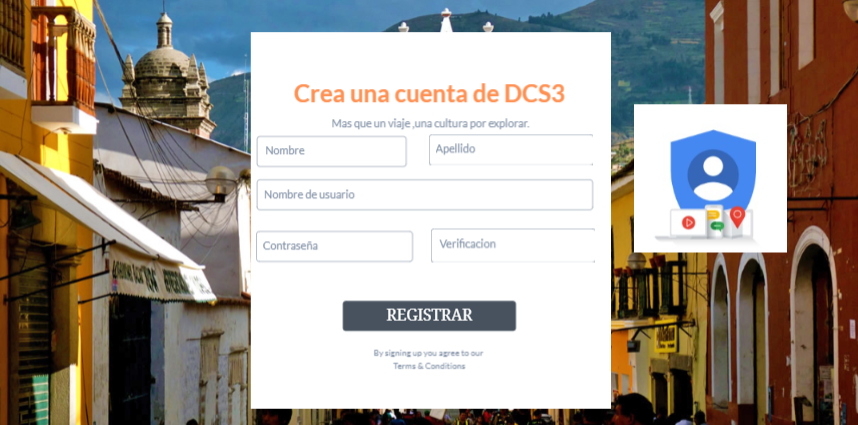 Crea una cuenta de DCS3
Mas que un viaje ,una cultura por explorar.
Nombre
Apellido
Nombre de usuario
Contraseña
Verificacion
REGISTRAR
By signing up you agree to our
Terms & Conditions